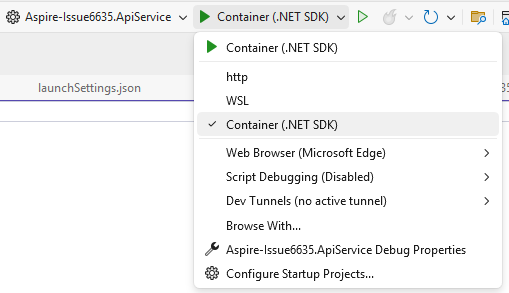 Aspire-Issue6635.ApiService
Container (.NET SDK)
Container (.NET SDK)
launchSettings.json
http
WSL
Container (.NET SDK)
Web Browser (Microsoft Edge)
Script Debugging (Disabled)
Dev Tunnels (no active tunnel)
Browse With...
Aspire-Issue6635.ApiService Debug Properties
Configure Startup Projects...